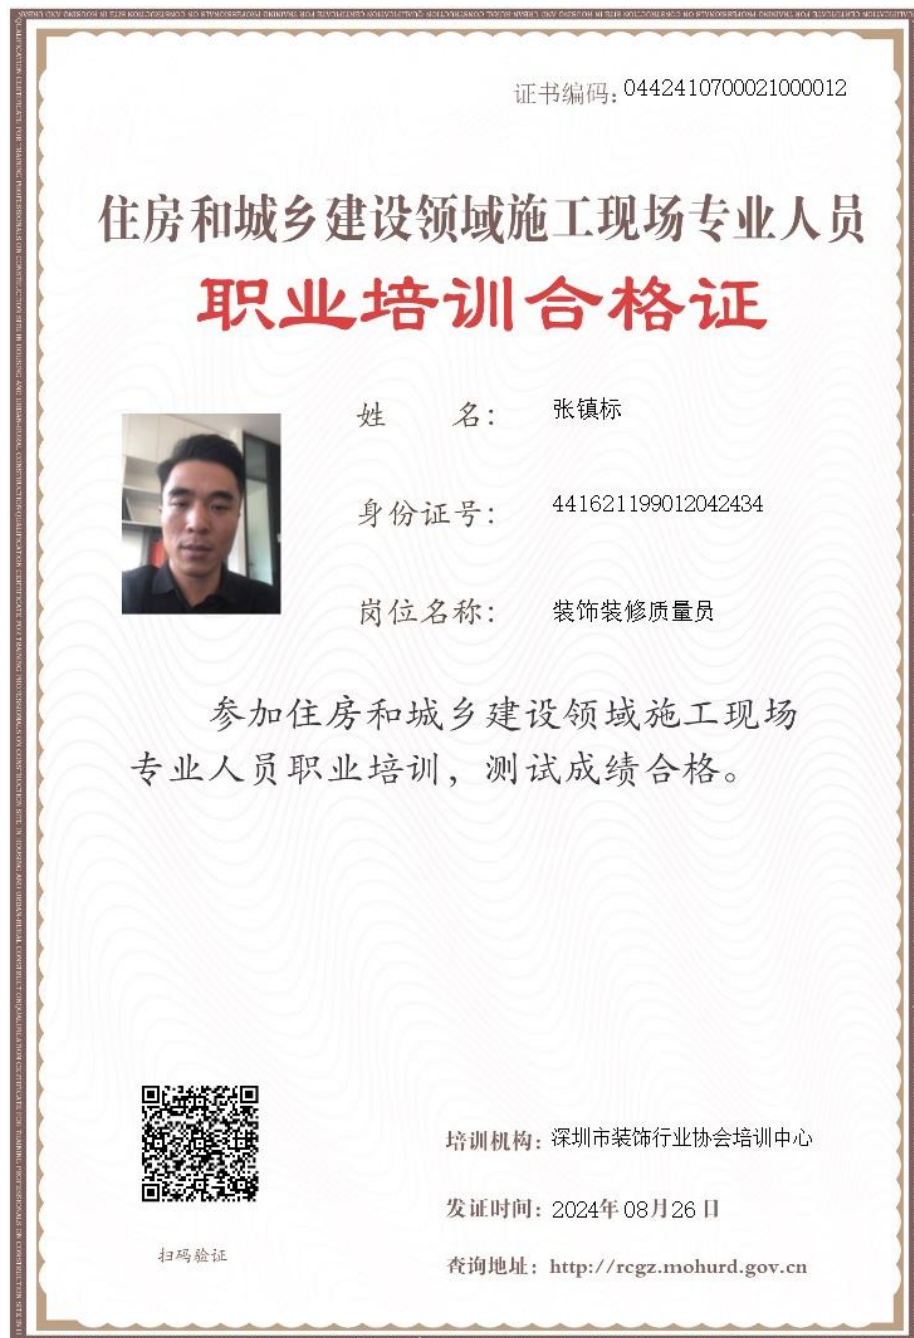 证书编码：0442410700021000012
住房和城乡建设领域施工现场专业人员
职业培训合格证
姓 名： 张镇标
身份证号： 441621199012042434
岗位名称： 装饰装修质量员
参加住房和城乡建设领域施工现场
专业人员职业培训，测试成绩合格。
培训机构：深圳市装饰行业协会培训中心
发证时间：2024年08月26日
扫码验证
查询地址：http://rcgz.mohurd.gov.cn